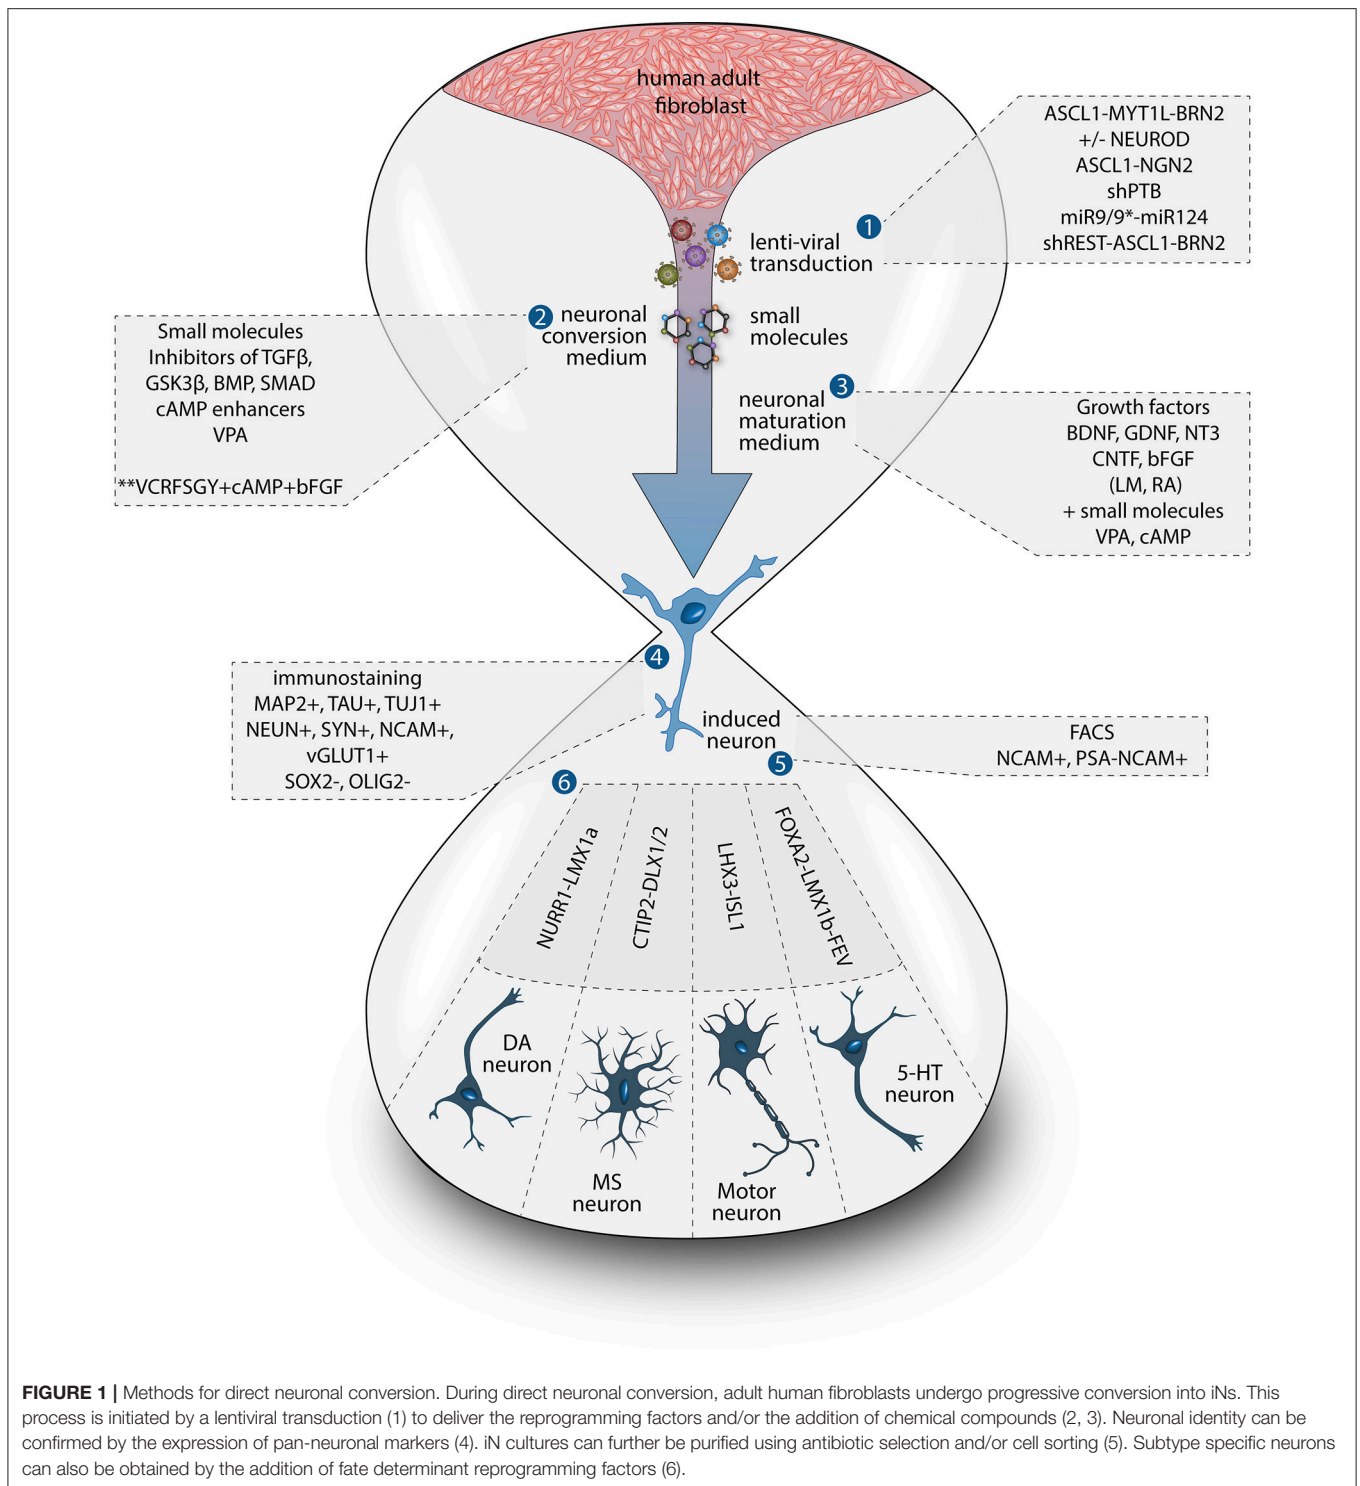 human adult
fibroblast
ASCL1-MYT1L-BRN2
+/- NEUROD
ASCL1-NGN2
shPTB
miR9/9*-miR124
shREST-ASCL1-BRN2
1
lenti-viral
transduction
2
neuronal
conversion
medium
small
molecules
Small molecules
Inhibitors of TGFβ,
GSK3β, BMP, SMAD
cAMP enhancers
VPA
**VCRFSGY+cAMP+bFGF
3
neuronal
maturation
medium
Growth factors
BDNF, GDNF, NT3
CNTF, bFGF
(LM, RA)
+ small molecules
VPA, cAMP
4
immunostaining
MAP2+, TAU+, TUJ1+
NEUN+, SYN+, NCAM+,
vGLUT1+
SOX2-, OLIG2-
induced
neuron
5
FACS
NCAM+, PSA-NCAM+
6
NURR1-LMX1a
CTIP2-DLX1/2
LHX3-ISL1
FOXA2-LMX1b-FEV
DA
neuron
MS
neuron
Motor
neuron
5-HT
neuron
FIGURE 1 | Methods for direct neuronal conversion. During direct neuronal conversion, adult human fibroblasts undergo progressive conversion into iNs. This
process is initiated by a lentiviral transduction (1) to deliver the reprogramming factors and/or the addition of chemical compounds (2, 3). Neuronal identity can be
confirmed by the expression of pan-neuronal markers (4). iN cultures can further be purified using antibiotic selection and/or cell sorting (5). Subtype specific neurons
can also be obtained by the addition of fate determinant reprogramming factors (6).